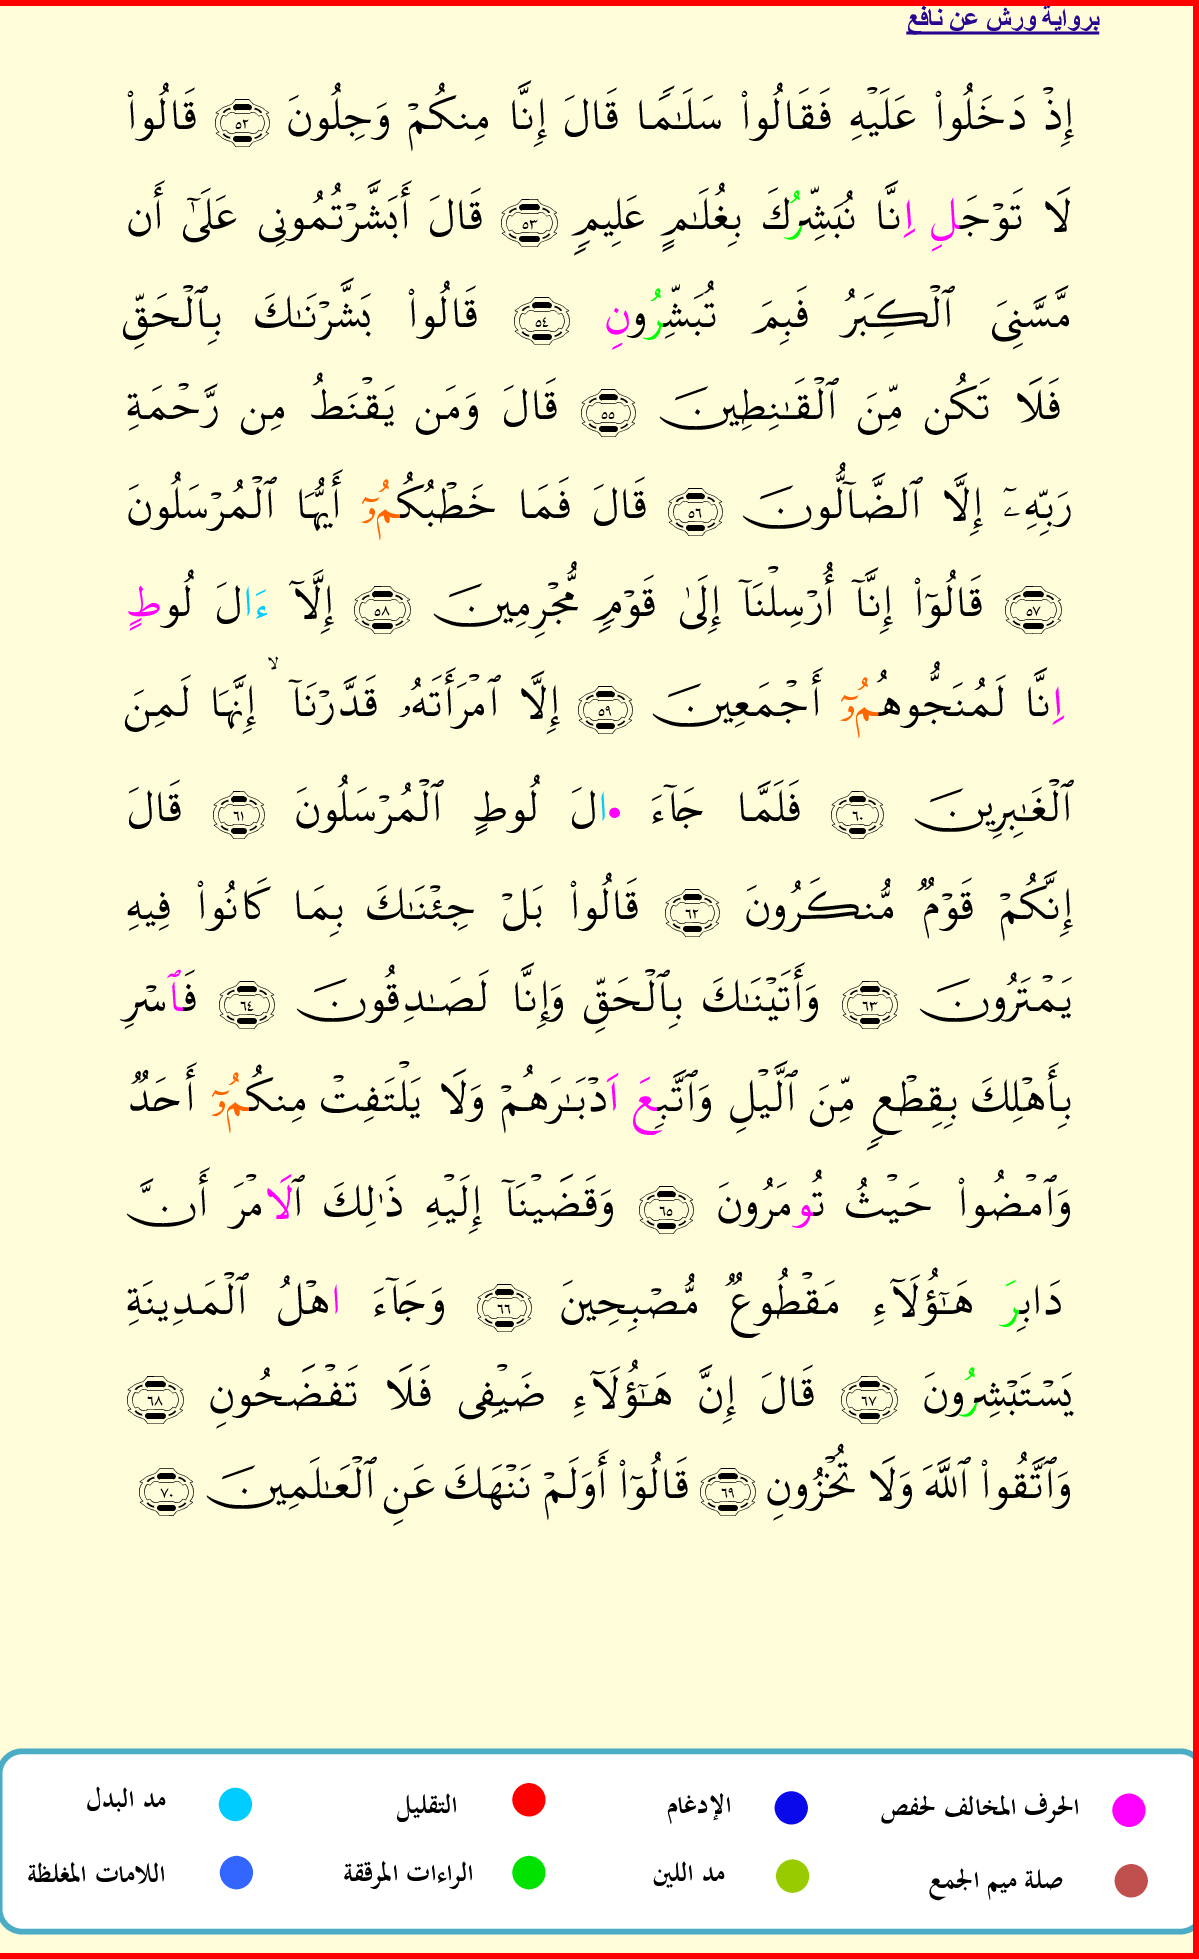 برواية ورش عن نافع
إِذْ دَخَلُواْ عَلَيْهِ فَقَالُواْ سَلَٰمًا قَالَ إِنَّا مِنكُمْ وَجِلُونَ ٥٢ قَالُواْ
لَا تَوْجَلِ اِنَّا نُبَشِّرُكَ بِغُلَٰمٍ عَلِيمٍ ٥٣ قَالَ أَبَشَّرْتُمُونِي عَلَىٰٓ أَن
مَّسَّنِيَ ٱلْكِبَرُ فَبِمَ تُبَشِّرُونِ ٥٤ قَالُواْ بَشَّرْنَٰكَ بِٱلْحَقِّ
فَلَا تَكُن مِّنَ ٱلْقَٰنِطِينَ ٥٥ قَالَ وَمَن يَقْنَطُ مِن رَّحْمَةِ
رَبِّهِۦٓ إِلَّا ٱلضَّآلُّونَ ٥٦ قَالَ فَمَا خَطْبُكُمُۥٓ أَيُّهَا ٱلْمُرْسَلُونَ
٥٧ قَالُوٓاْ إِنَّآ أُرْسِلْنَآ إِلَىٰ قَوْمٍ مُّجْرِمِينَ ٥٨ إِلَّآ ءَالَ لُوطٍ
اِنَّا لَمُنَجُّوهُمُۥٓ أَجْمَعِينَ ٥٩ إِلَّا ٱمْرَأَتَهُۥ قَدَّرْنَآ ۙ إِنَّهَا لَمِنَ
ٱلْغَٰبِرِينَ ٦٠ فَلَمَّا جَآءَ •الَ لُوطٍ ٱلْمُرْسَلُونَ ٦١ قَالَ
إِنَّكُمْ قَوْمٌ مُّنكَرُونَ ٦٢ قَالُواْ بَلْ جِئْنَٰكَ بِمَا كَانُواْ فِيهِ
يَمْتَرُونَ ٦٣ وَأَتَيْنَٰكَ بِٱلْحَقِّ وَإِنَّا لَصَٰدِقُونَ ٦٤ فَٱسْرِ
بِأَهْلِكَ بِقِطْعٍ مِّنَ ٱلَّيْلِ وَٱتَّبِعَ اَدْبَٰرَهُمْ وَلَا يَلْتَفِتْ مِنكُمُۥٓ أَحَدٌ
وَٱمْضُواْ حَيْثُ تُومَرُونَ ٦٥ وَقَضَيْنَآ إِلَيْهِ ذَٰلِكَ ٱلَامْرَ أَنَّ
دَابِرَ هَٰٓؤُلَآءِ مَقْطُوعٌ مُّصْبِحِينَ ٦٦ وَجَآءَ اهْلُ ٱلْمَدِينَةِ
يَسْتَبْشِرُونَ ٦٧ قَالَ إِنَّ هَٰٓؤُلَآءِ ضَيْفِي فَلَا تَفْضَحُونِ ٦٨
وَٱتَّقُواْ ٱللَّهَ وَلَا تُخْزُونِ ٦٩ قَالُوٓاْ أَوَلَمْ نَنْهَكَ عَنِ ٱلْعَٰلَمِينَ ٧٠
الحرف المخالف لحفص الإدغام التقليل مد البدل
صلة ميم الجمع مد اللين الراءات المرققة اللامات المغلظة